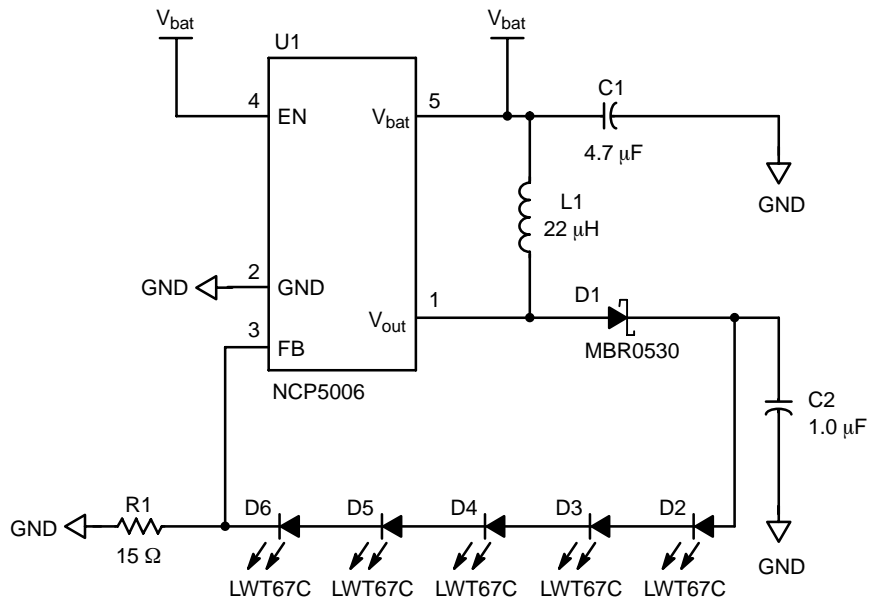 Vbat
Vbat
U1
C1
4
5
EN
Vbat
4.7 μF
L1
22 μH
GND
2
GND
GND
1
D1
3
Vout
FB
MBR0530
NCP5006
C2
1.0 μF
R1
D6
D5
D4
D3
D2
GND
15 Ω
GND
LWT67C
LWT67C
LWT67C
LWT67C
LWT67C